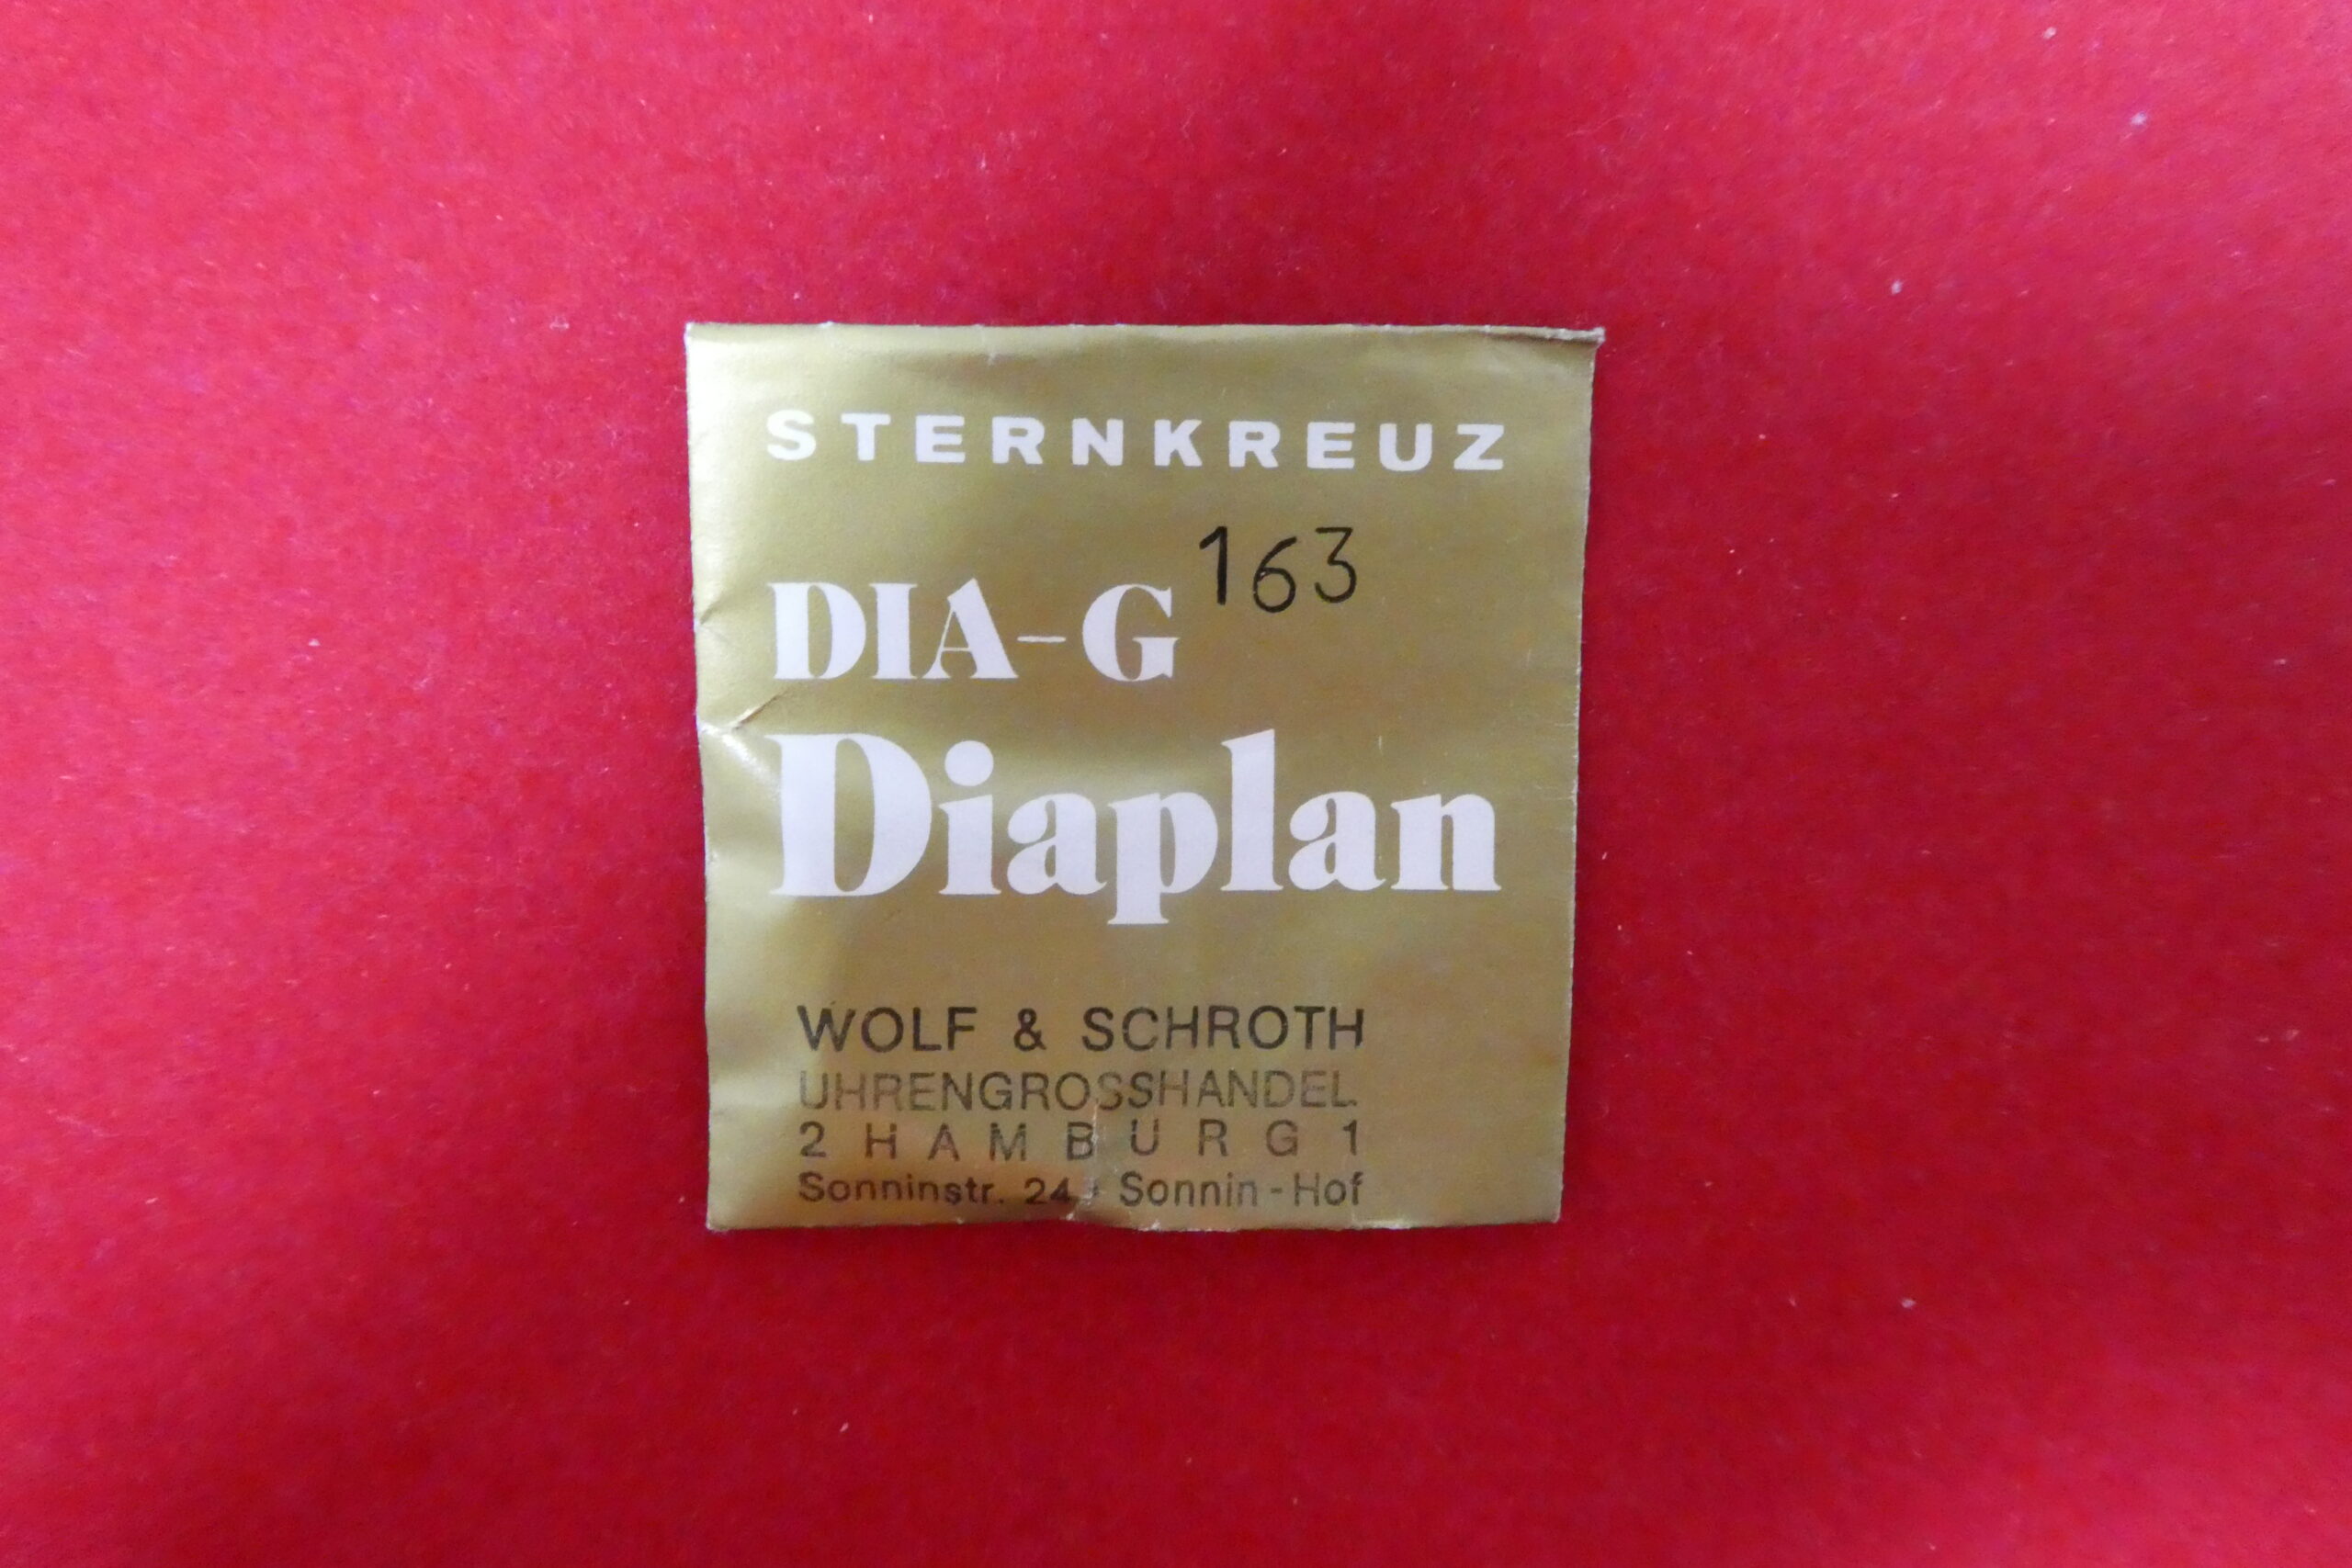 STERNKREUZ
163
DIA-G
Diaplan
WOLF & SCHROTH
UHRENGROSSHANDEL
2 HAMBURG 1
Sonninstr. 24, Sonnin-Hof